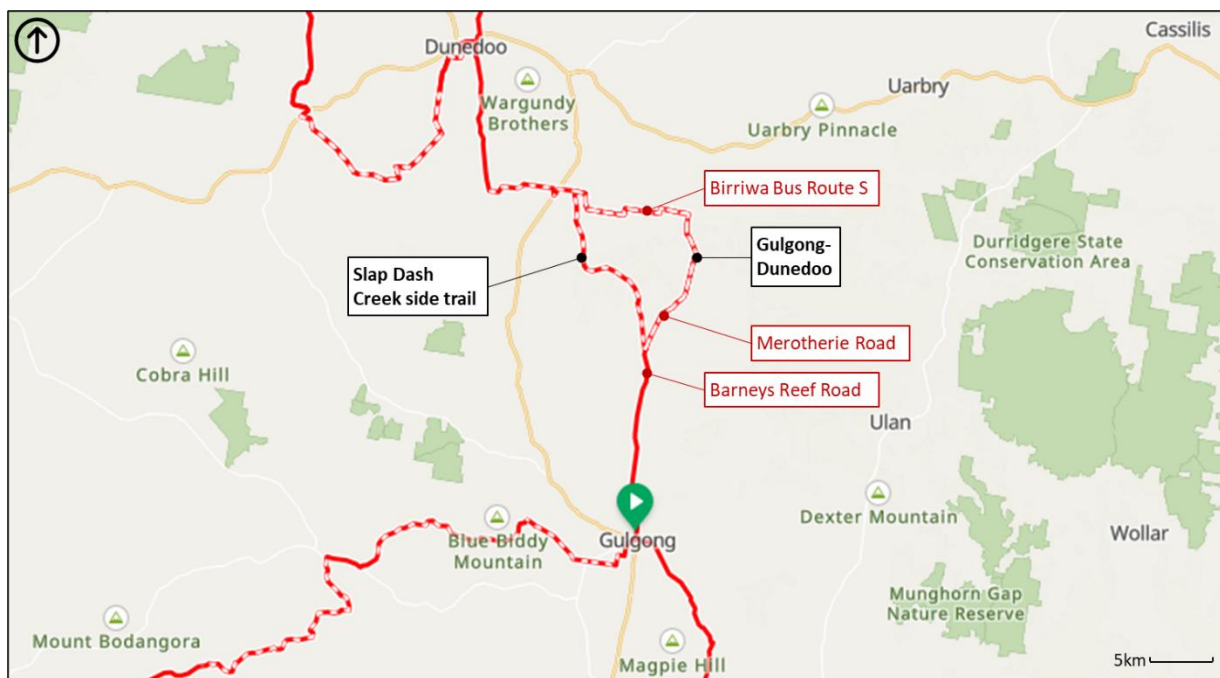 Cassilis
Dunedoo
Uarbry
Wargundy
Brothers
Uarbry Pinnacle
Birriwa Bus Route S
Slap Dash
Creek side trail
Gulgong-
Dunedoo
Durridgere State
Conservation Area
Merotherie Road
Cobra Hill
Barneys Reef Road
Ulan
Dexter Mountain
Blue Biddy
Mountain
Gulgong
Wollar
Munghorn Gap
Nature Reserve
Mount Bodangora
Magpie Hill
5km